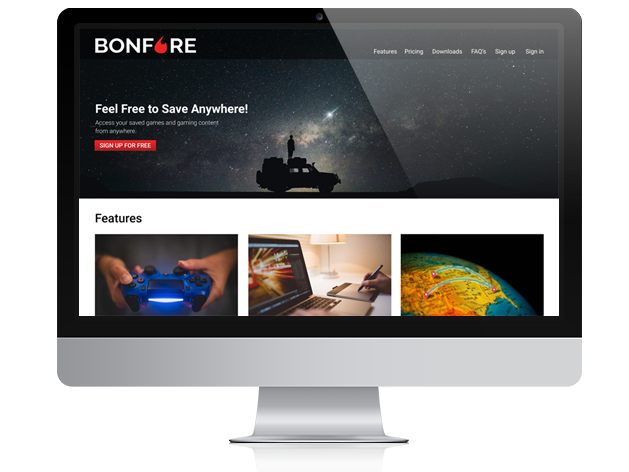 BONFIRE
Features Pricing Downloads FAQ's Sign up Sign in
Feel Free to Save Anywhere!
Access your saved games and gaming content
from anywhere.
SIGN UP FOR FREE
Features